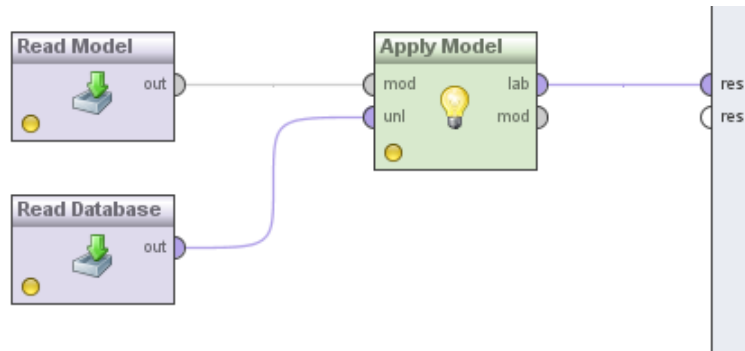 Read Model
out
Apply Model
mod lab
unl mod
res
res
Read Database
out